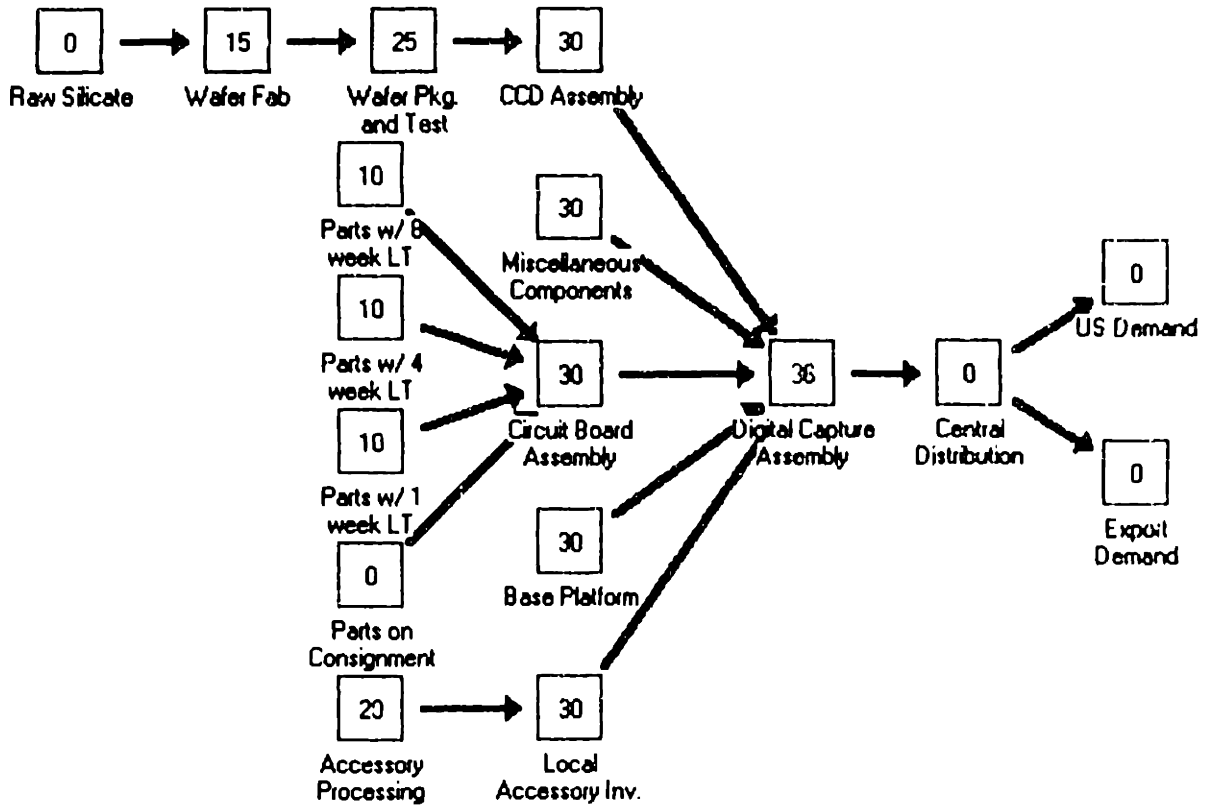 0
15
25
30
Raw Silicate
Wafer Fab
Wafer Pkg.
and Test
CCD Assembly
10
Parts w/ 8
week LT
30
Miscellaneous
Components
10
Parts w/ 4
week LT
30
Circuit Board
Assembly
36
Digital Capture
Assembly
0
Central
Distribution
0
US Demand
0
Export
Demand
10
Parts w/ 1
week LT
30
Base Platform
0
Parts on
Consignment
20
Accessory
Processing
30
Local
Accessory Inv.